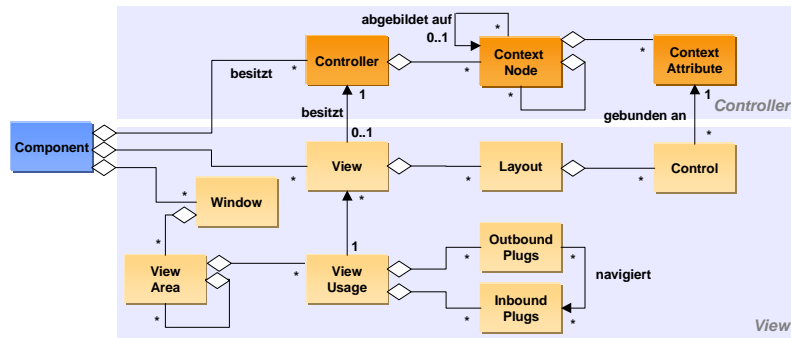 abgebildet auf
*
0..1
Controller
Context
Node
Context
Attribute
*
*
*
besitzt
*
1
1
Controller
besitzt
gebunden an
0..1
*
Component
View
Layout
Control
*
*
*
*
*
Window
*
1
*
Outbound
Plugs
View
Area
View
Usage
*
*
*
navigiert
Inbound
Plugs
*
*
*
View